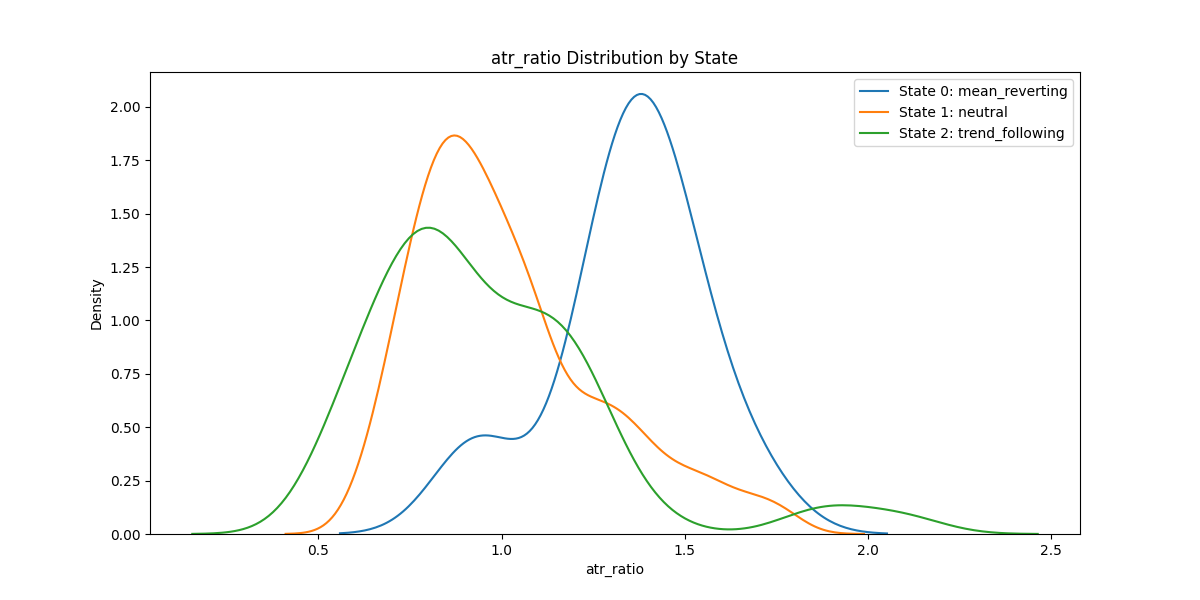 atr_ratio Distribution by State
State 0: mean_reverting
State 1: neutral
State 2: trend_following
Density
2.00
1.75
1.50
1.25
1.00
0.75
0.50
0.25
0.00
0.5
1.0
1.5
2.0
2.5
atr_ratio